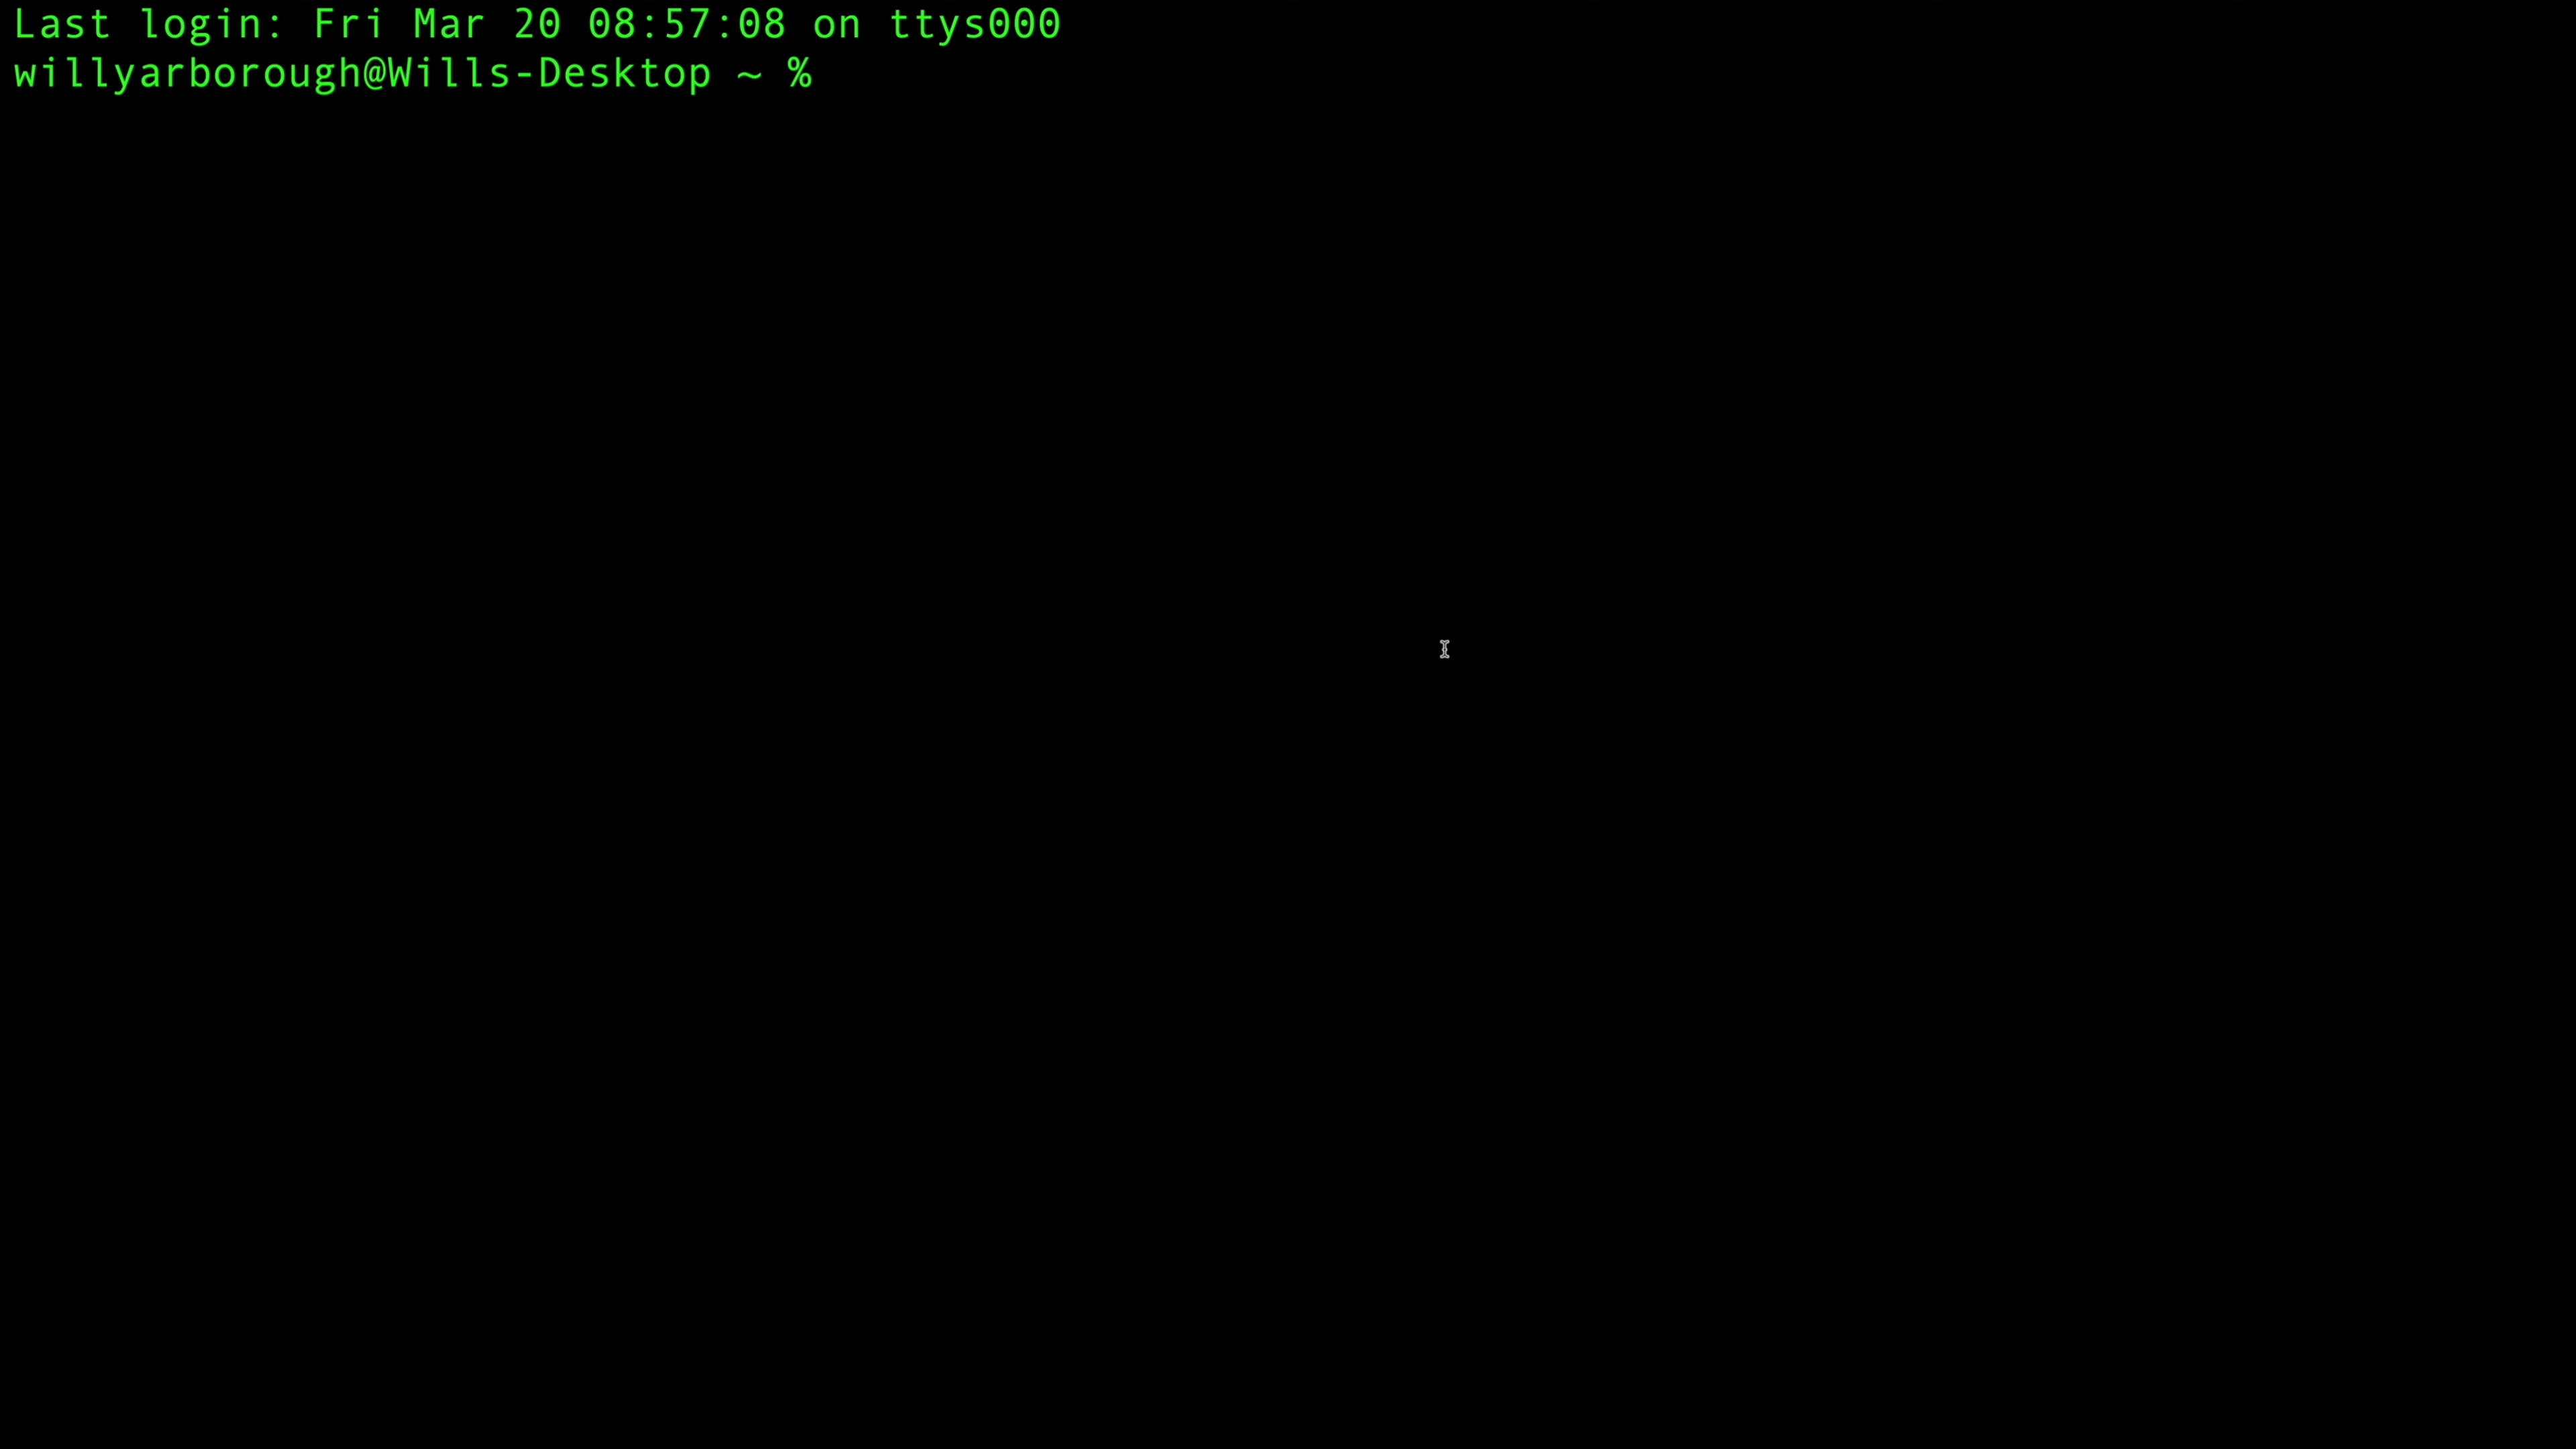 Last login: Fri Mar 20 08:57:08 on ttys000
willyarborough@Wills-Desktop ~ %